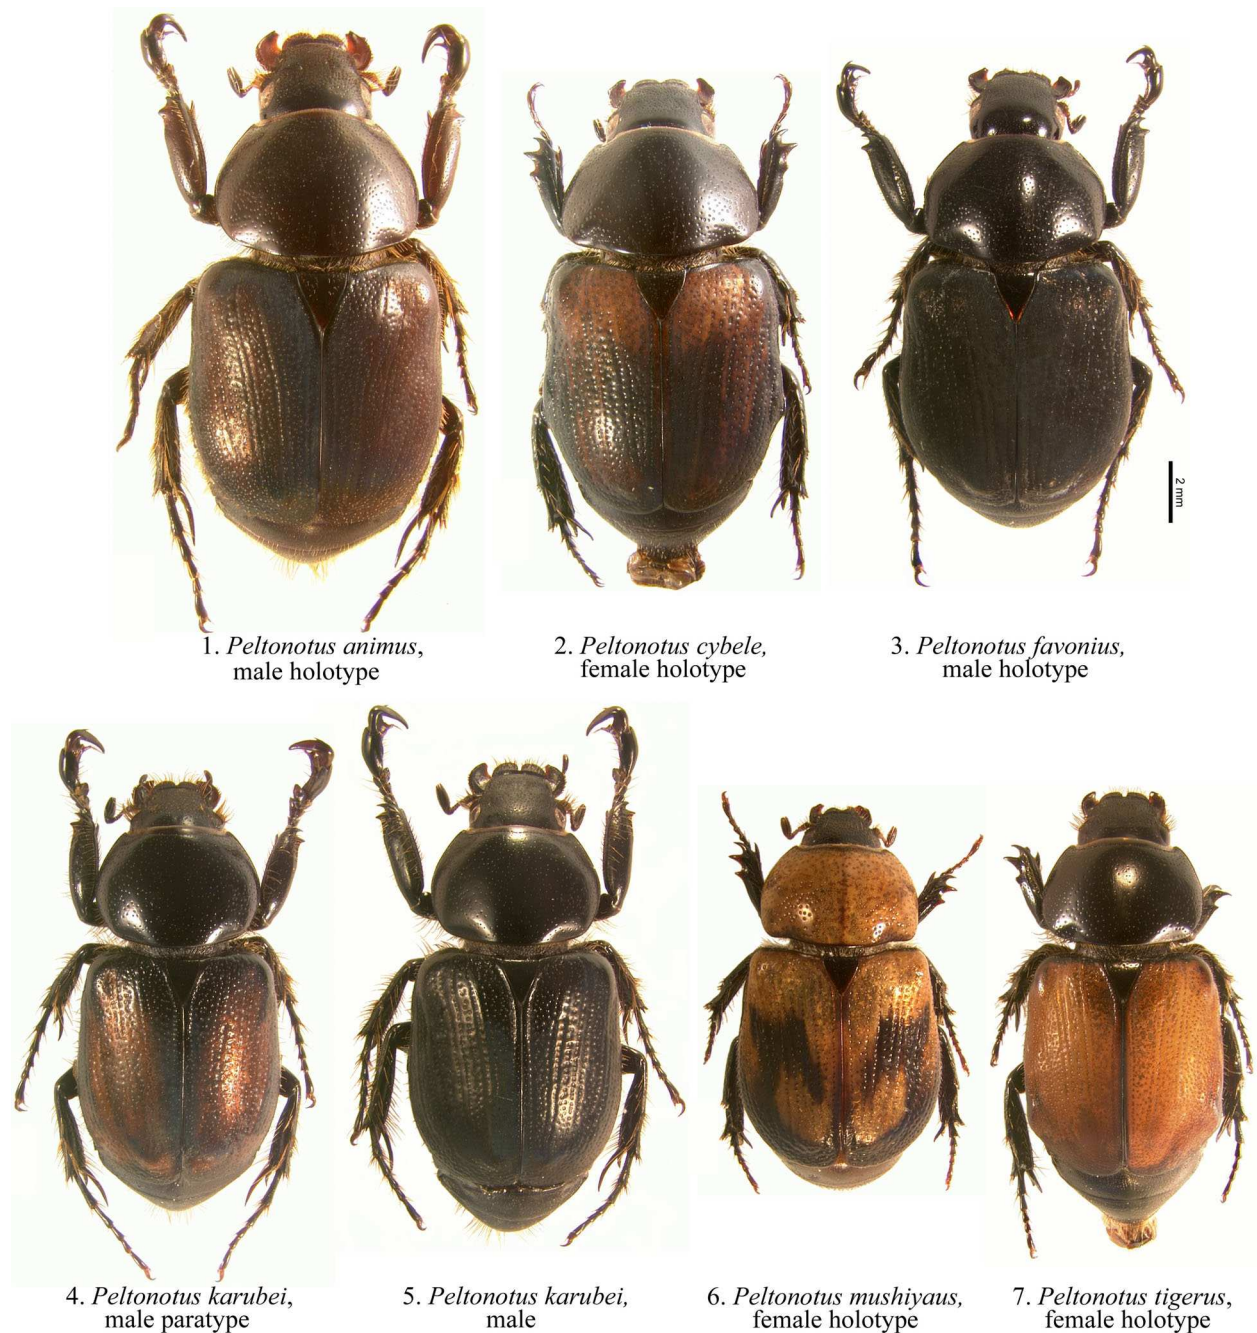 2 mm
1. Peltonotus animus,
male holotype
2. Peltonotus cybele,
female holotype
3. Peltonotus favonius,
male holotype
4. Peltonotus karubei,
male paratype
5. Peltonotus karubei,
male
6. Peltonotus mushiyaus,
female holotype
7. Peltonotus tigerus,
female holotype